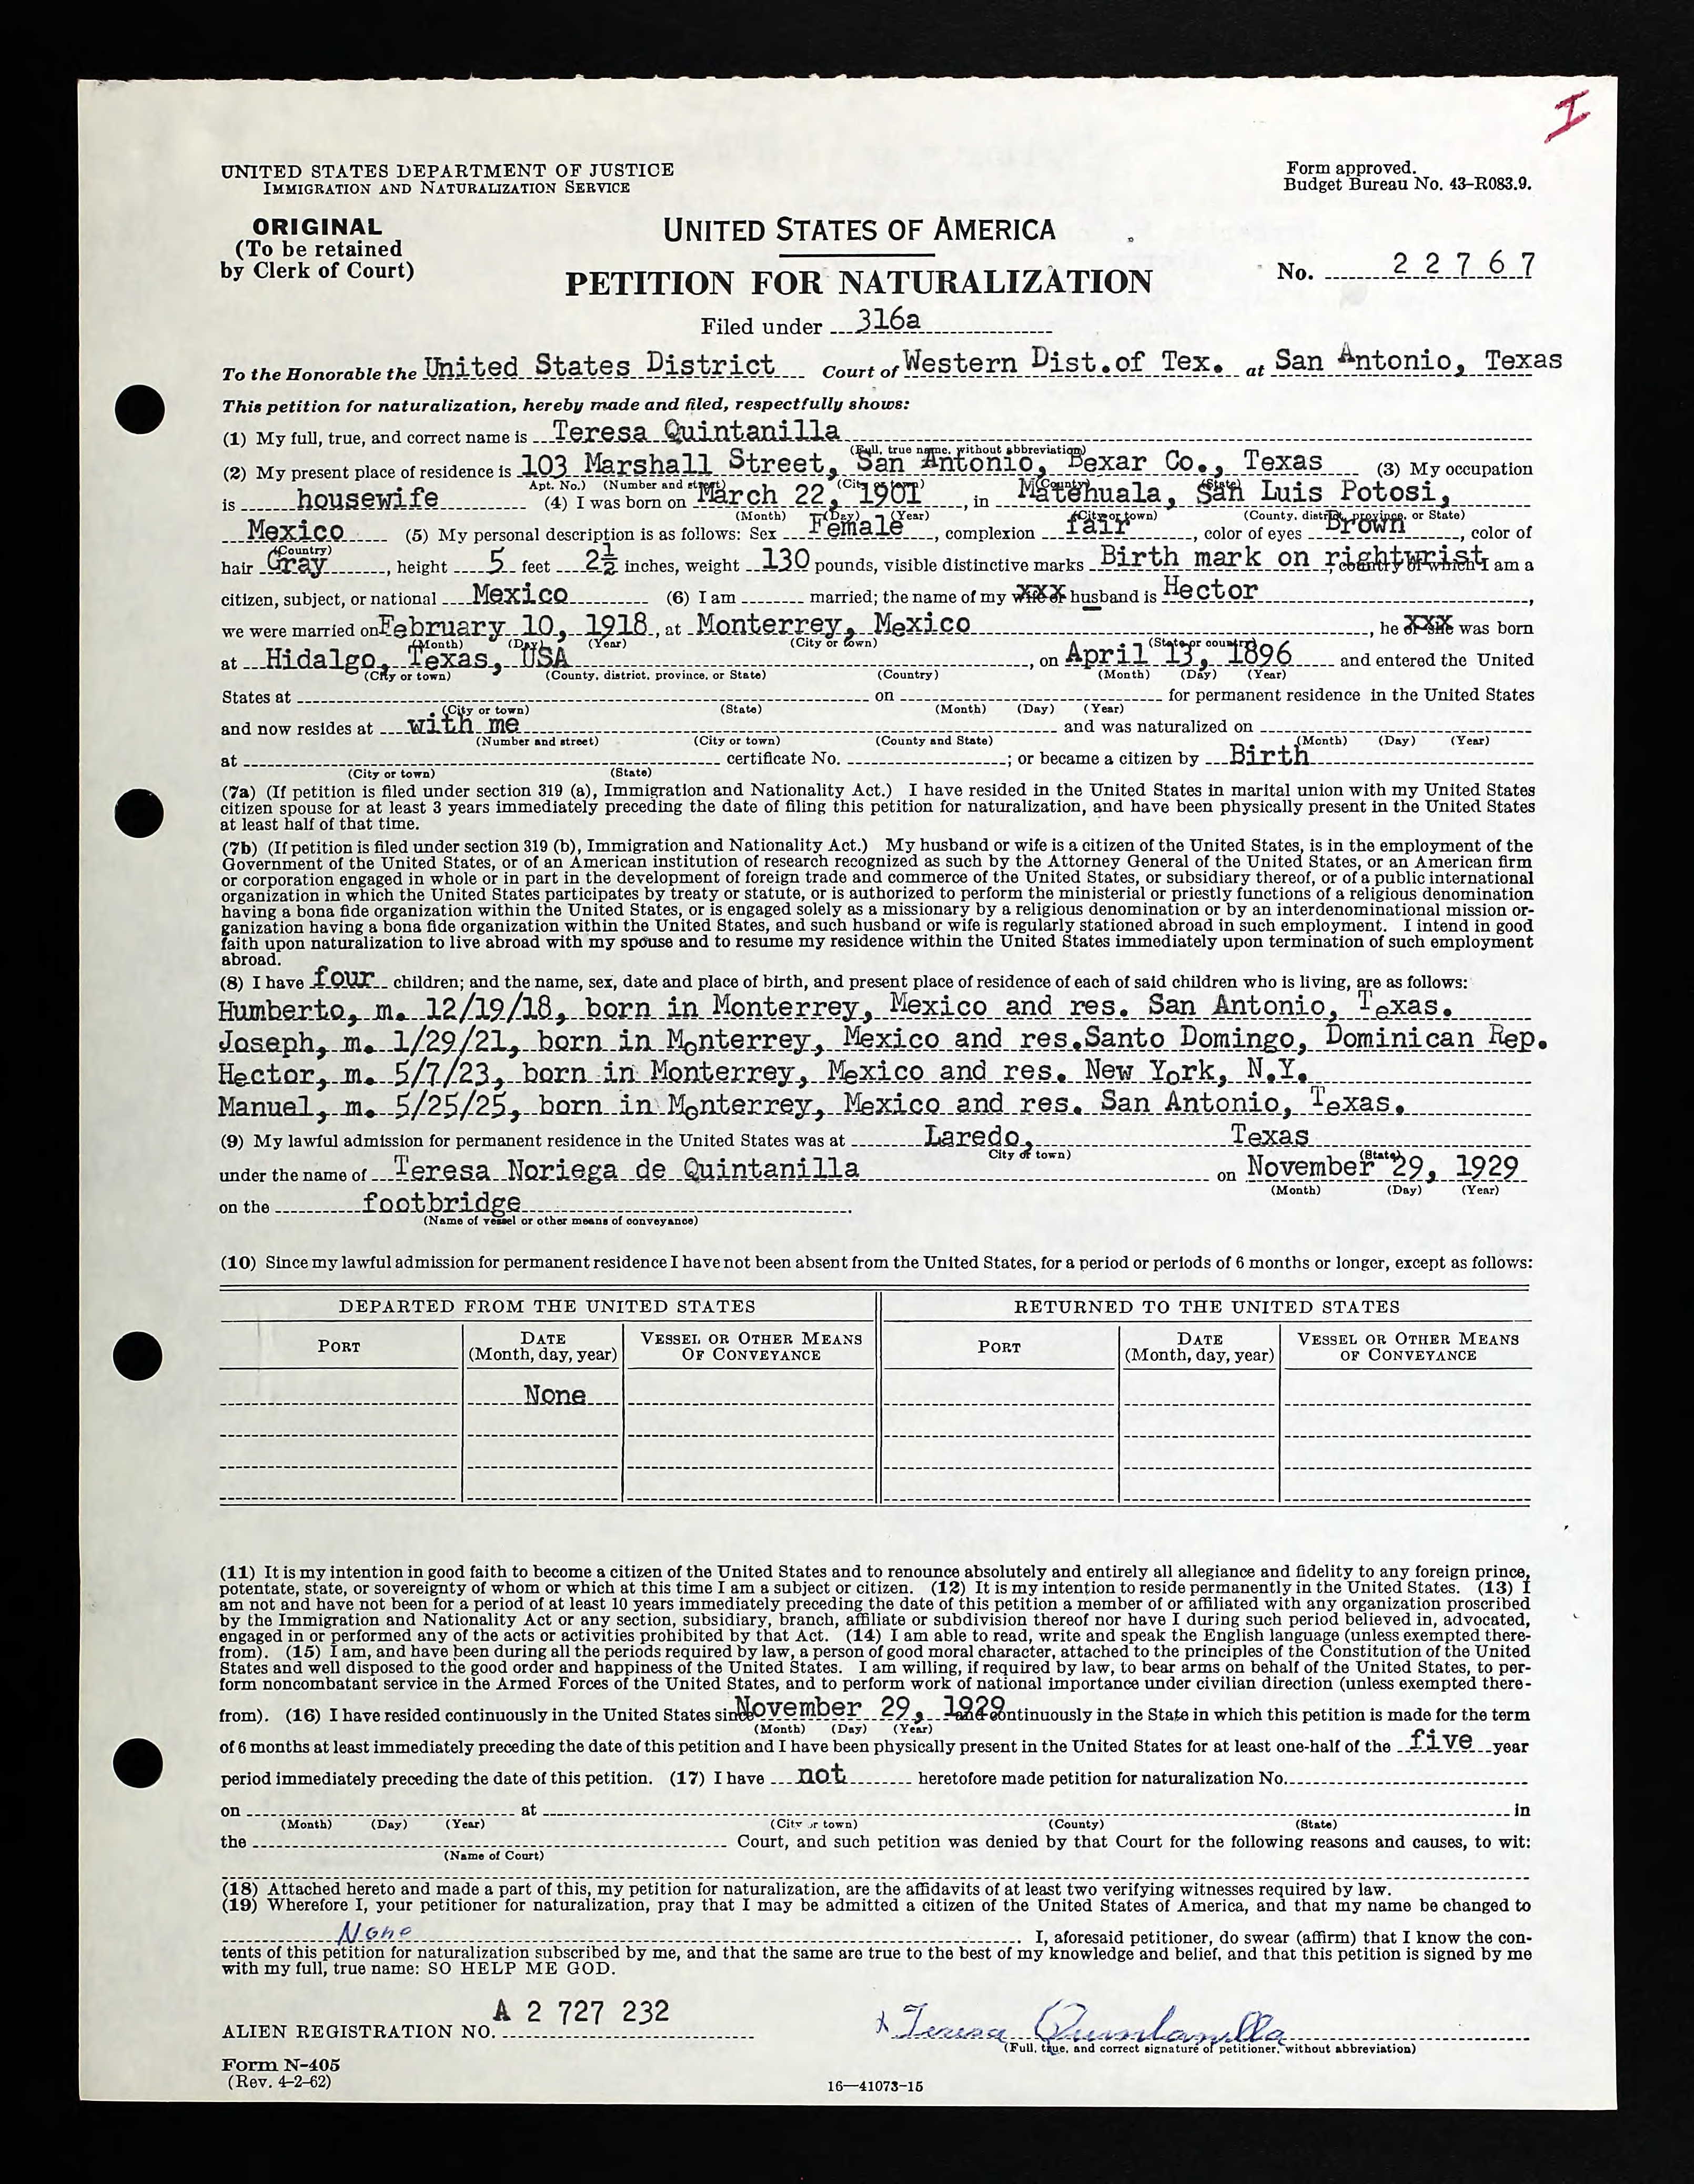 I
UNITED STATES DEPARTMENT OF JUSTICE
IMMIGRATION AND NATURALIZATION SERVICE
Form approved.
Budget Bureau No. 43-R083.9.
ORIGINAL
(To be retained
by Clerk of Court)
UNITED STATES OF AMERICA
PETITION FOR NATURALIZATION
No. 22767
Filed under 316a
To the Honorable the United States District Court of Western Dist. of Tex. at San Antonio, Texas
This petition for naturalization, hereby made and filed, respectfully shows:
(1) My full, true, and correct name is Teresa Quintanilla
(Full, true name, without abbreviation)
(2) My present place of residence is 103 Marshall Street, San Antonio, Bexar Co., Texas (3) My occupation
(Apt. No.) (Number and street) (City or town) (County) (State)
is housewife (4) I was born on March 22, 1901, in Matehuala, San Luis Potosi,
(Month) (Day) (Year) (City or town) (County, district, province, or State)
Mexico (5) My personal description is as follows: Sex Female, complexion fair, color of eyes Brown, color of
(Country)
hair Gray, height 5 feet 2½ inches, weight 130 pounds, visible distinctive marks Birth mark on right wrist; country of which I am a
citizen, subject, or national Mexico (6) I am married; the name of my xxx husband is Hector,
we were married on February 10, 1918, at Monterrey, Mexico, he xxx was born
(Month) (Day) (Year) (City or town) (State or country)
at Hidalgo, Texas, USA, on April 13, 1896 and entered the United
(City or town) (County, district, province, or State) (Country) (Month) (Day) (Year)
States at on for permanent residence in the United States
(City or town) (State) (Month) (Day) (Year)
and now resides at with me and was naturalized on
(Number and street) (City or town) (County and State) (Month) (Day) (Year)
at certificate No. ; or became a citizen by Birth
(City or town) (State)
(7a) (If petition is filed under section 319 (a), Immigration and Nationality Act.) I have resided in the United States in marital union with my United States
citizen spouse for at least 3 years immediately preceding the date of filing this petition for naturalization, and have been physically present in the United States
at least half of that time.
(7b) (If petition is filed under section 319 (b), Immigration and Nationality Act.) My husband or wife is a citizen of the United States, is in the employment of the
Government of the United States, or of an American institution of research recognized as such by the Attorney General of the United States, or an American firm
or corporation engaged in whole or in part in the development of foreign trade and commerce of the United States, or subsidiary thereof, or of a public international
organization in which the United States participates by treaty or statute, or is authorized to perform the ministerial or priestly functions of a religious denomination
having a bona fide organization within the United States, or is engaged solely as a missionary by a religious denomination or by an interdenominational mission or-
ganization having a bona fide organization within the United States, and such husband or wife is regularly stationed abroad in such employment. I intend in good
faith upon naturalization to live abroad with my spouse and to resume my residence within the United States immediately upon termination of such employment
abroad.
(8) I have four children; and the name, sex, date and place of birth, and present place of residence of each of said children who is living, are as follows:
Humberto, m. 12/19/18, born in Monterrey, Mexico and res. San Antonio, Texas.
Joseph, m. 1/29/21, born in Monterrey, Mexico and res.Santo Domingo, Dominican Rep.
Hector, m. 5/7/23, born in Monterrey, Mexico and res. New York, N.Y.
Manuel, m. 5/25/25, born in Monterrey, Mexico and res. San Antonio, Texas.
(9) My lawful admission for permanent residence in the United States was at Laredo, Texas
(City or town) (State)
under the name of Teresa Noriega de Quintanilla on November 29, 1929
(Month) (Day) (Year)
on the footbridge.
(Name of vessel or other means of conveyance)
(10) Since my lawful admission for permanent residence I have not been absent from the United States, for a period or periods of 6 months or longer, except as follows:
DEPARTED FROM THE UNITED STATES RETURNED TO THE UNITED STATES
PORT DATE (Month, day, year) VESSEL OR OTHER MEANS OF CONVEYANCE PORT DATE (Month, day, year) VESSEL OR OTHER MEANS OF CONVEYANCE
None
(11) It is my intention in good faith to become a citizen of the United States and to renounce absolutely and entirely all allegiance and fidelity to any foreign prince,
potentate, state, or sovereignty of whom or which at this time I am a subject or citizen. (12) It is my intention to reside permanently in the United States. (13) I
am not and have not been for a period of at least 10 years immediately preceding the date of this petition a member of or affiliated with any organization proscribed
by the Immigration and Nationality Act or any section, subsidiary, branch, affiliate or subdivision thereof nor have I during such period believed in, advocated,
engaged in or performed any of the acts or activities prohibited by that Act. (14) I am able to read, write and speak the English language (unless exempted there-
from). (15) I am, and have been during all the periods required by law, a person of good moral character, attached to the principles of the Constitution of the United
States and well disposed to the good order and happiness of the United States. I am willing, if required by law, to bear arms on behalf of the United States, to per-
form noncombatant service in the Armed Forces of the United States, and to perform work of national importance under civilian direction (unless exempted there-
from). (16) I have resided continuously in the United States since November 29, 1929 and continuously in the State in which this petition is made for the term
(Month) (Day) (Year)
of 6 months at least immediately preceding the date of this petition and I have been physically present in the United States for at least one-half of the five year
period immediately preceding the date of this petition. (17) I have not heretofore made petition for naturalization No.
on at in
(Month) (Day) (Year) (City or town) (County) (State)
the Court, and such petition was denied by that Court for the following reasons and causes, to wit:
(Name of Court)
(18) Attached hereto and made a part of this, my petition for naturalization, are the affidavits of at least two verifying witnesses required by law.
(19) Wherefore I, your petitioner for naturalization, pray that I may be admitted a citizen of the United States of America, and that my name be changed to
None. I, aforesaid petitioner, do swear (affirm) that I know the con-
tents of this petition for naturalization subscribed by me, and that the same are true to the best of my knowledge and belief, and that this petition is signed by me
with my full, true name: SO HELP ME GOD.
ALIEN REGISTRATION NO. A 2 727 232
x Teresa Quintanilla
(Full, true, and correct signature of petitioner, without abbreviation)
Form N-405
(Rev. 4-2-62)
16—41073-15